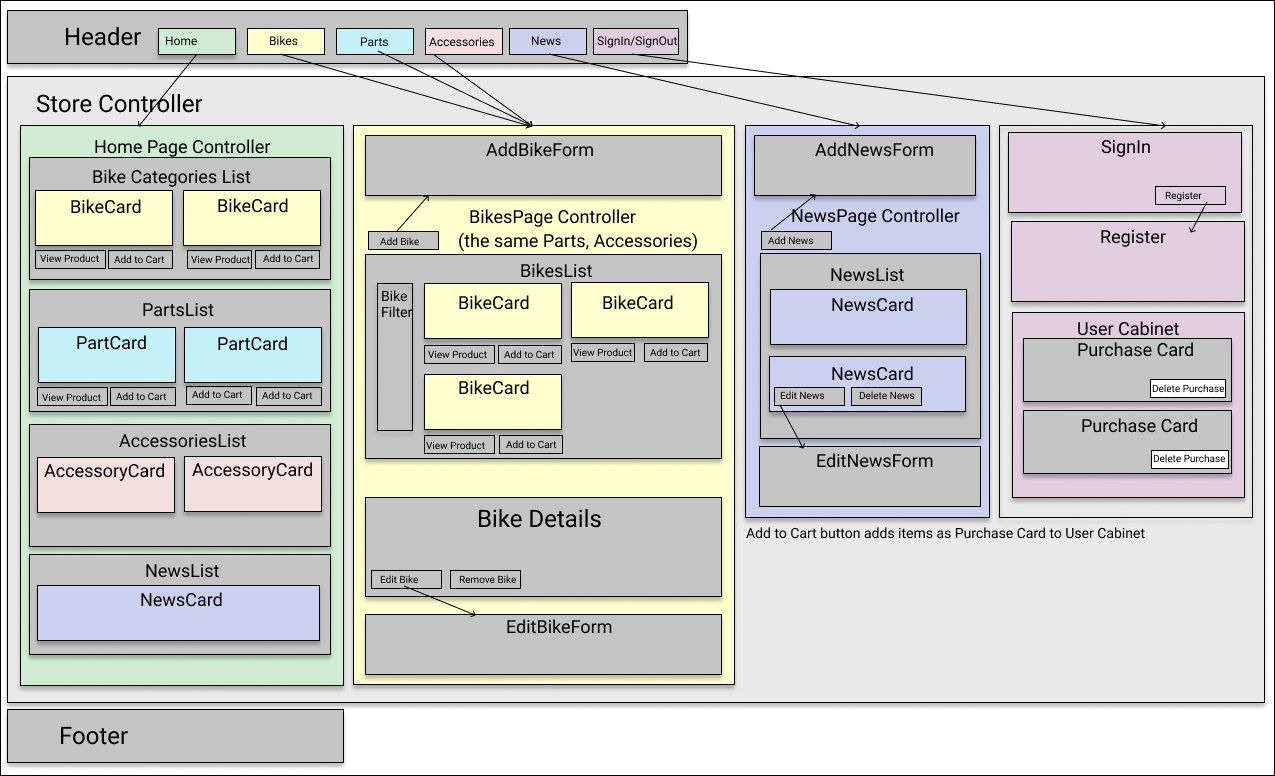 Header
Home
Bikes
Parts
Accessories
News
SignIn/SignOut
Store Controller
Home Page Controller
Bike Categories List
BikeCard
BikeCard
View Product
Add to Cart
View Product
Add to Cart
PartsList
PartCard
PartCard
View Product
Add to Cart
Add to Cart
Add to Cart
AccessoriesList
AccessoryCard
AccessoryCard
NewsList
NewsCard
AddBikeForm
BikesPage Controller
Add Bike
(the same Parts, Accessories)
BikesList
Bike
Filter
BikeCard
BikeCard
View Product
Add to Cart
View Product
Add to Cart
BikeCard
View Product
Add to Cart
Bike Details
Edit Bike
Remove Bike
EditBikeForm
AddNewsForm
NewsPage Controller
Add News
NewsList
NewsCard
NewsCard
Edit News
Delete News
EditNewsForm
SignIn
Register
Register
User Cabinet
Purchase Card
Delete Purchase
Purchase Card
Delete Purchase
Add to Cart button adds items as Purchase Card to User Cabinet
Footer